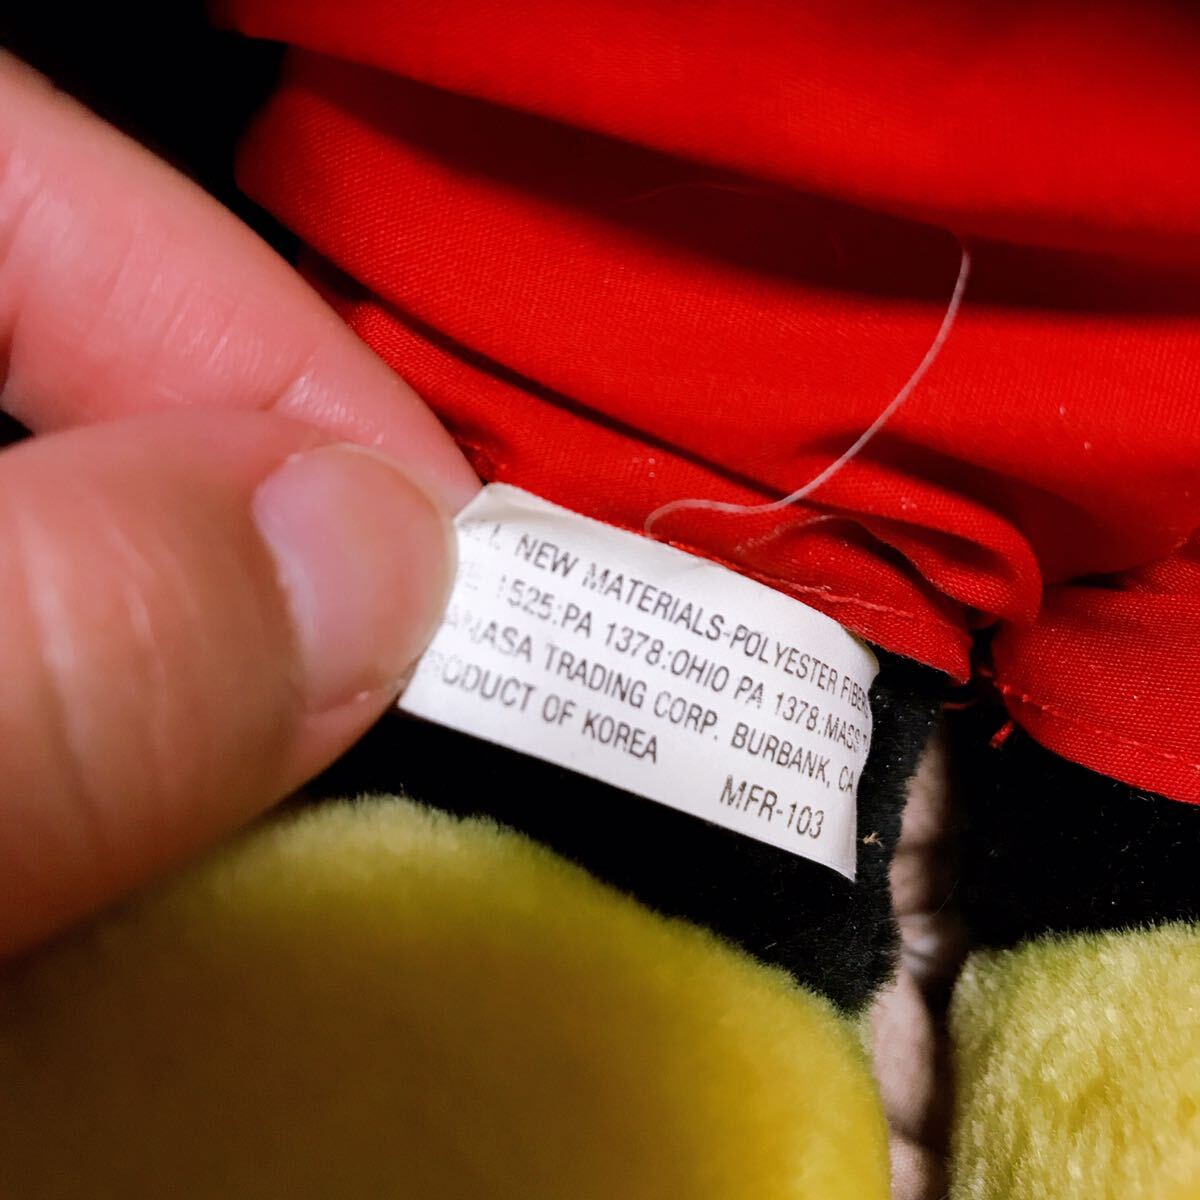 ALL NEW MATERIALS-POLYESTER FIBERS
1525:PA 1378:OHIO PA 1378:MASS
TRADING CORP. BURBANK, CA
PRODUCT OF KOREA
MFR-103